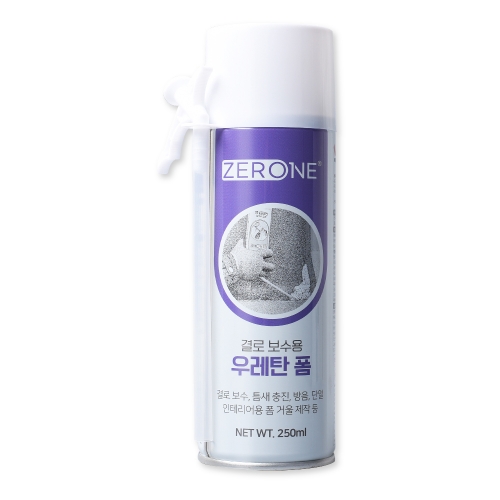 ZERONE®
결로 보수용
우레탄 폼
결로 보수, 틈새 충진, 방음, 단열
인테리어용 폼 거울 제작 등
NET WT. 250ml